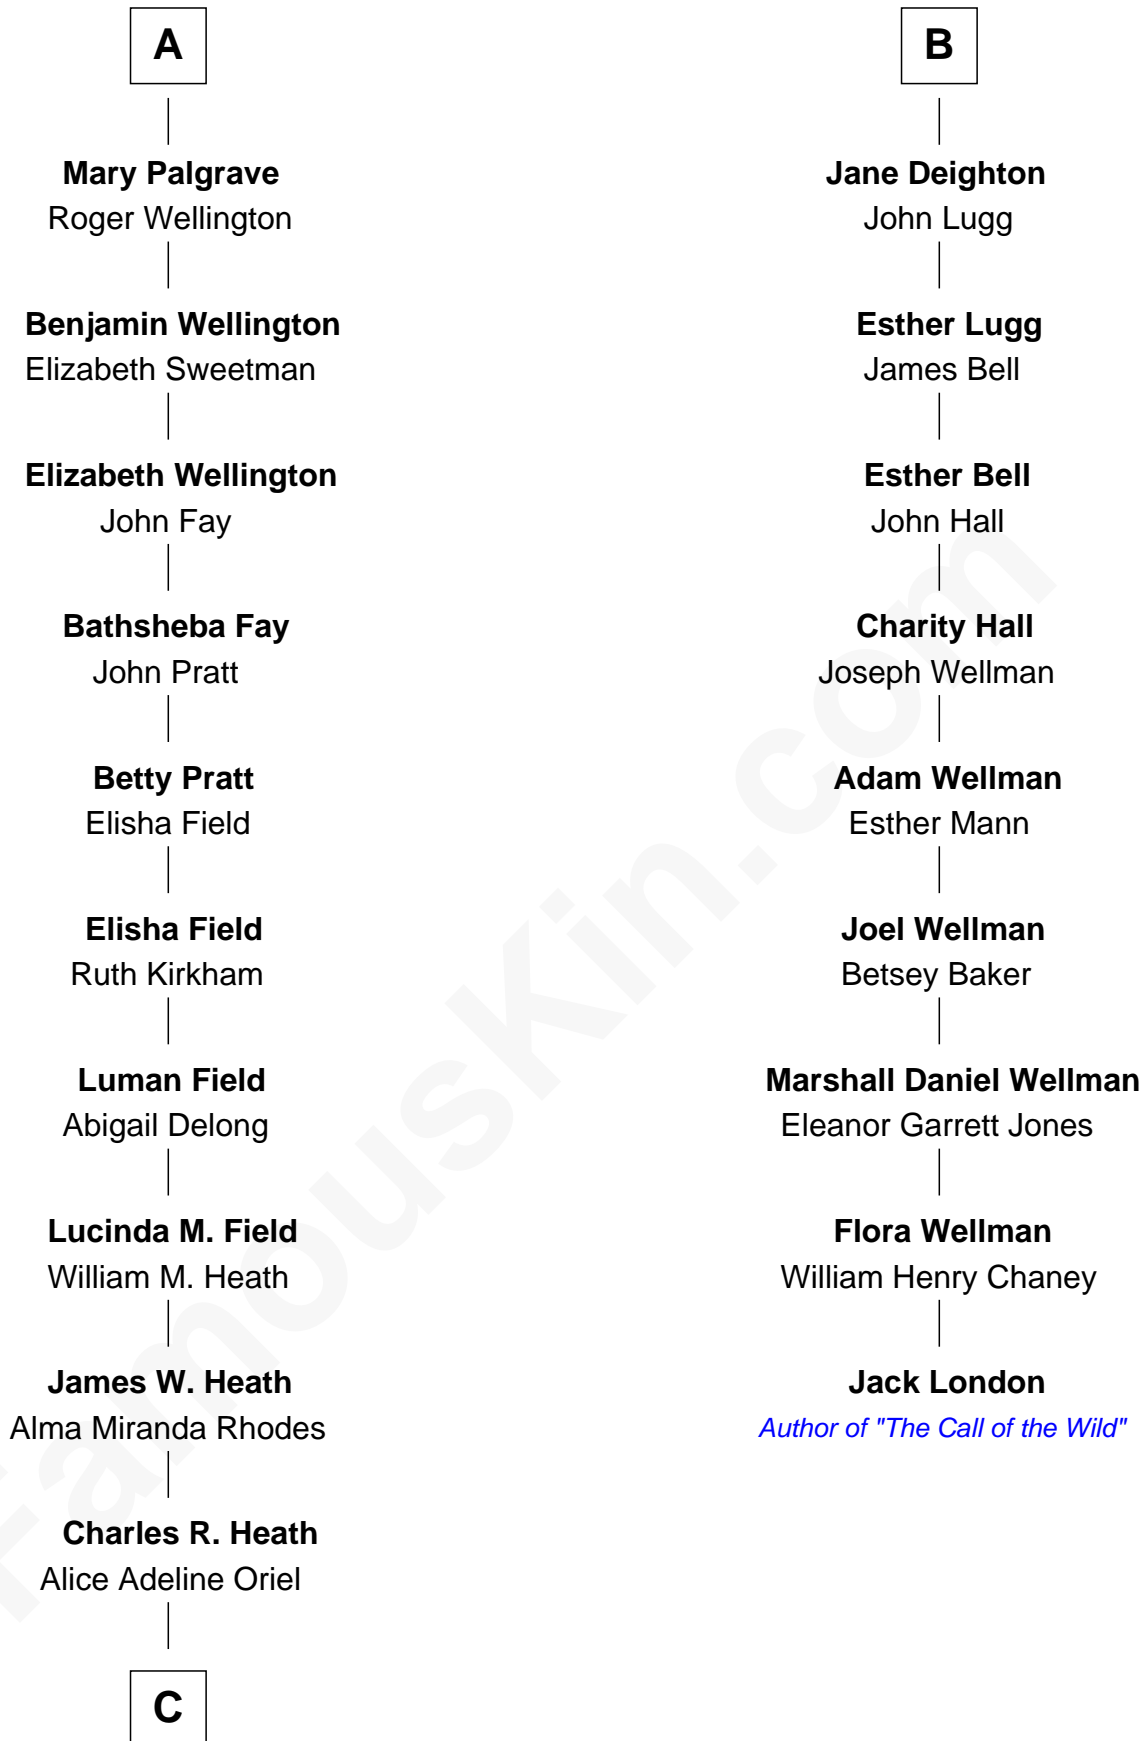 A
Mary Palgrave
Roger Wellington
Benjamin Wellington
Elizabeth Sweetman
Elizabeth Wellington
John Fay
Bathsheba Fay
John Pratt
Betty Pratt
Elisha Field
Elisha Field
Ruth Kirkham
Luman Field
Abigail Delong
Lucinda M. Field
William M. Heath
James W. Heath
Alma Miranda Rhodes
Charles R. Heath
Alice Adeline Oriel
C
B
Jane Deighton
John Lugg
Esther Lugg
James Bell
Esther Bell
John Hall
Charity Hall
Joseph Wellman
Adam Wellman
Esther Mann
Joel Wellman
Betsey Baker
Marshall Daniel Wellman
Eleanor Garrett Jones
Flora Wellman
William Henry Chaney
Jack London
Author of "The Call of the Wild"
FamousKin.com